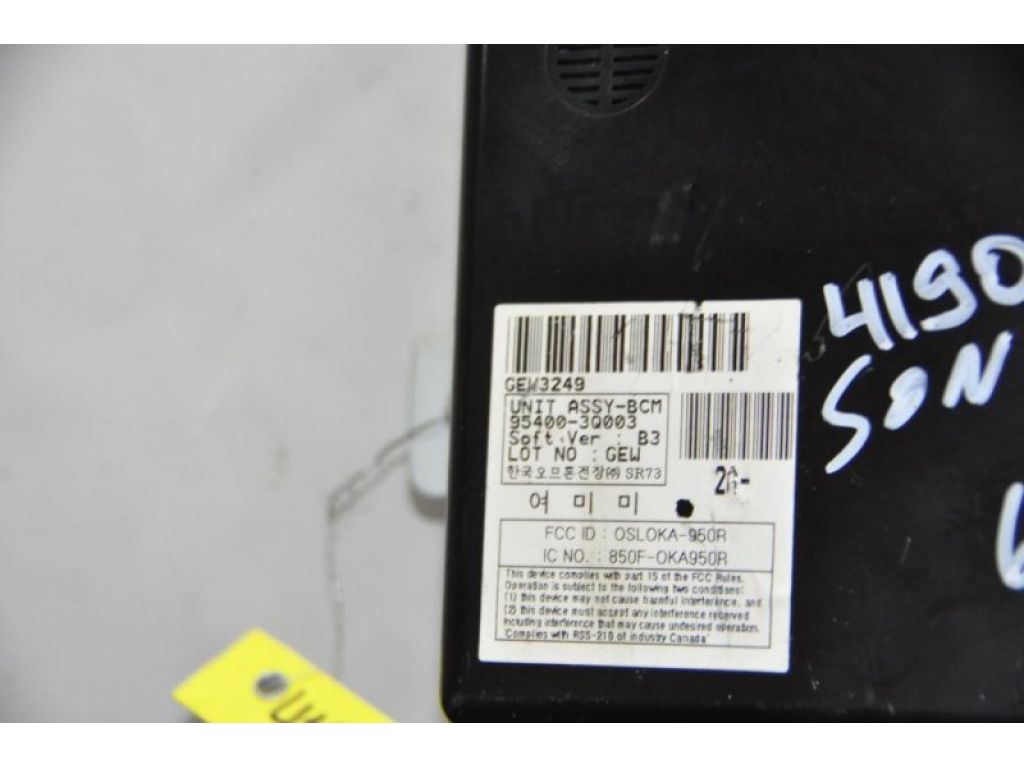 GEW3249
UNIT ASSY-BCM
95400-3Q003
Soft.Ver : B3
LOT NO : GEW
한국오므론전장㈜ SR73
여 미 미
FCC ID : OSLOKA-950R
IC NO. : 850F-OKA950R
This device complies with part 15 of the FCC Rules.
Operation is subject to the following two conditions:
(1) this device may not cause harmful interference, and
(2) this device must accept any interference received
including interference that may cause undesired operation.
'Complies with RSS-210 of Industry Canada'
4190
SON